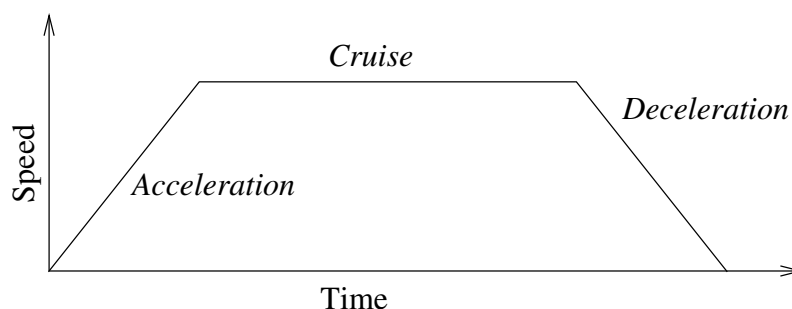 Cruise
Deceleration
Speed
Acceleration
Time